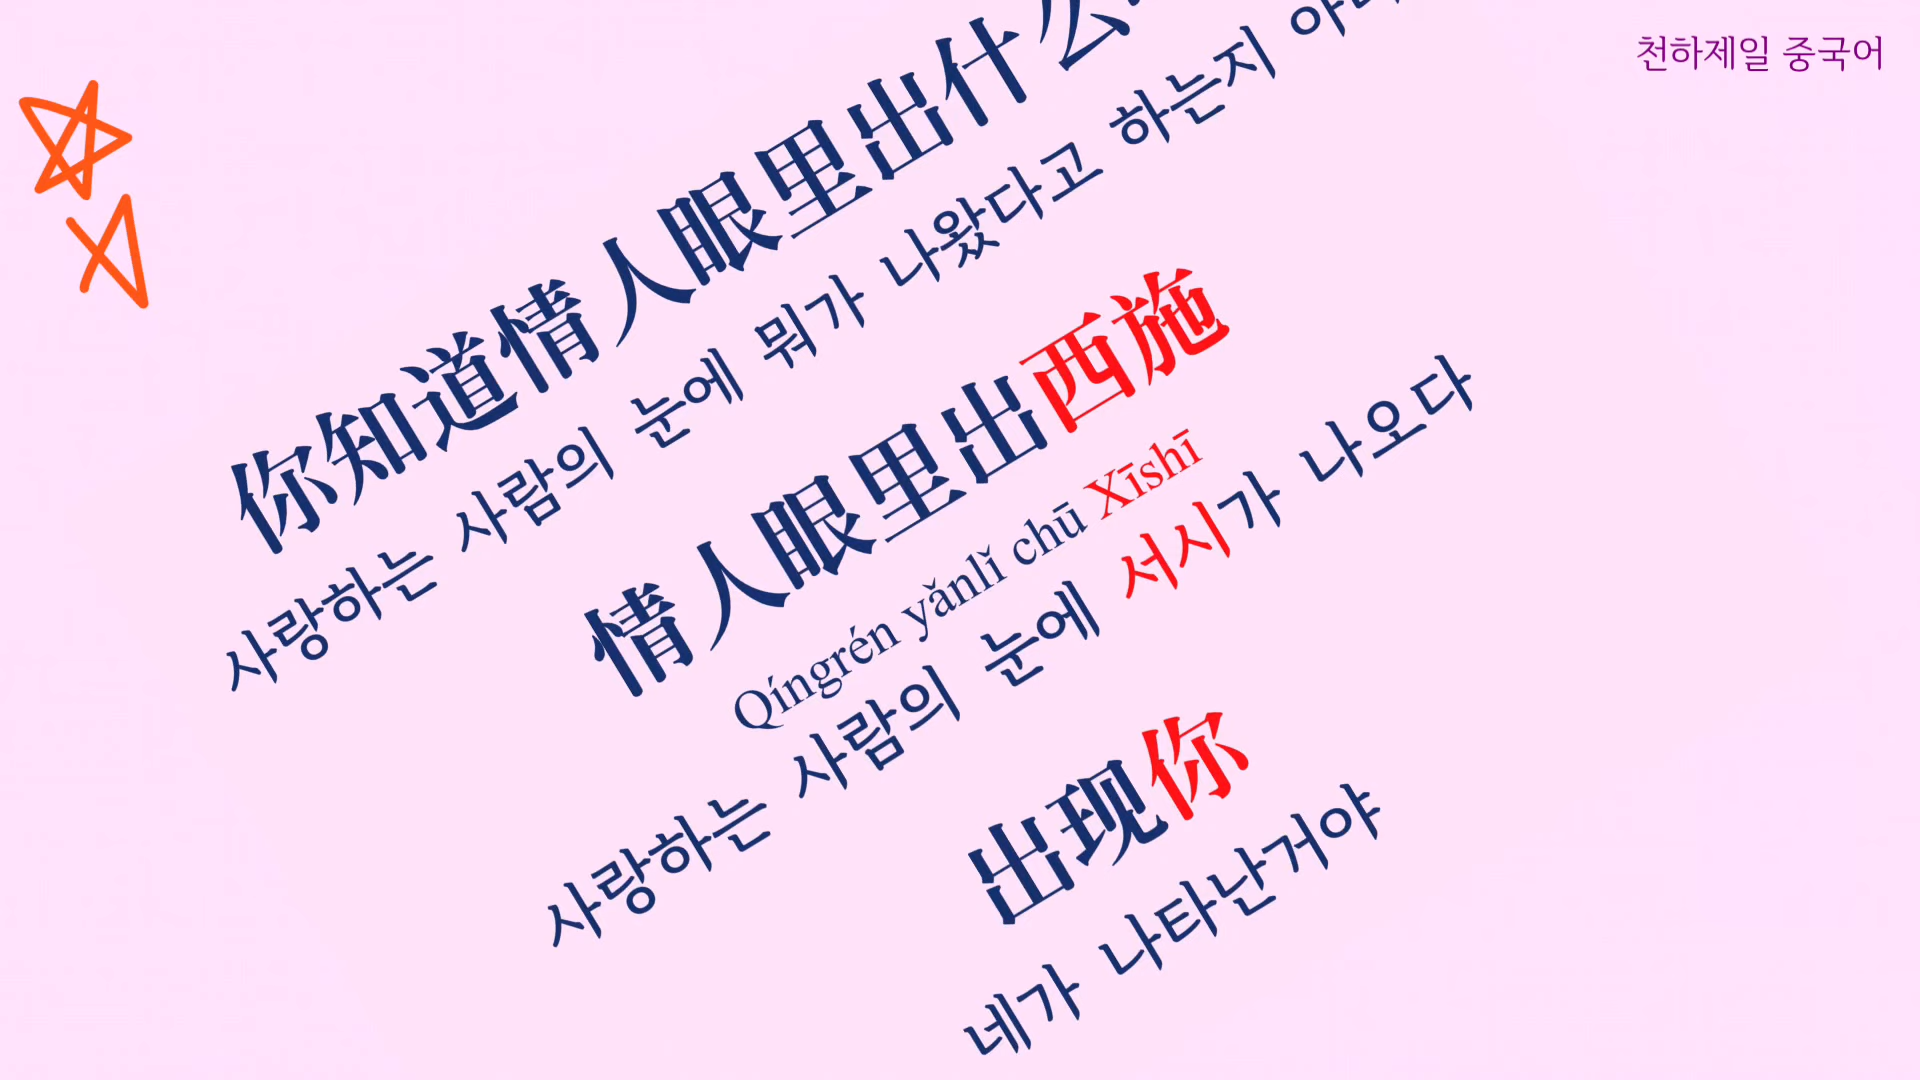 천하제일 중국어
你知道情人眼里出什么
사랑하는 사람의 눈에 뭐가 나왔다고 하는지
情人眼里出西施
Qíngrén yǎnlǐ chū Xīshī
사랑하는 사람의 눈에 서시가 나오다
出现你
네가 나타난거야